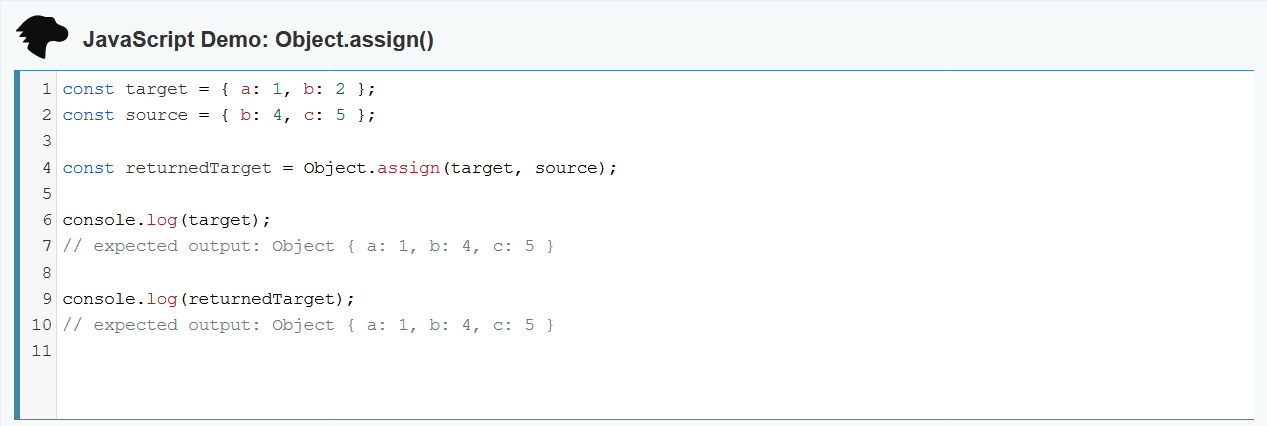 JavaScript Demo: Object.assign()
1 const target = { a: 1, b: 2 };
2 const source = { b: 4, c: 5 };
3
4 const returnedTarget = Object.assign(target, source);
5
6 console.log(target);
7 // expected output: Object { a: 1, b: 4, c: 5 }
8
9 console.log(returnedTarget);
10 // expected output: Object { a: 1, b: 4, c: 5 }
11